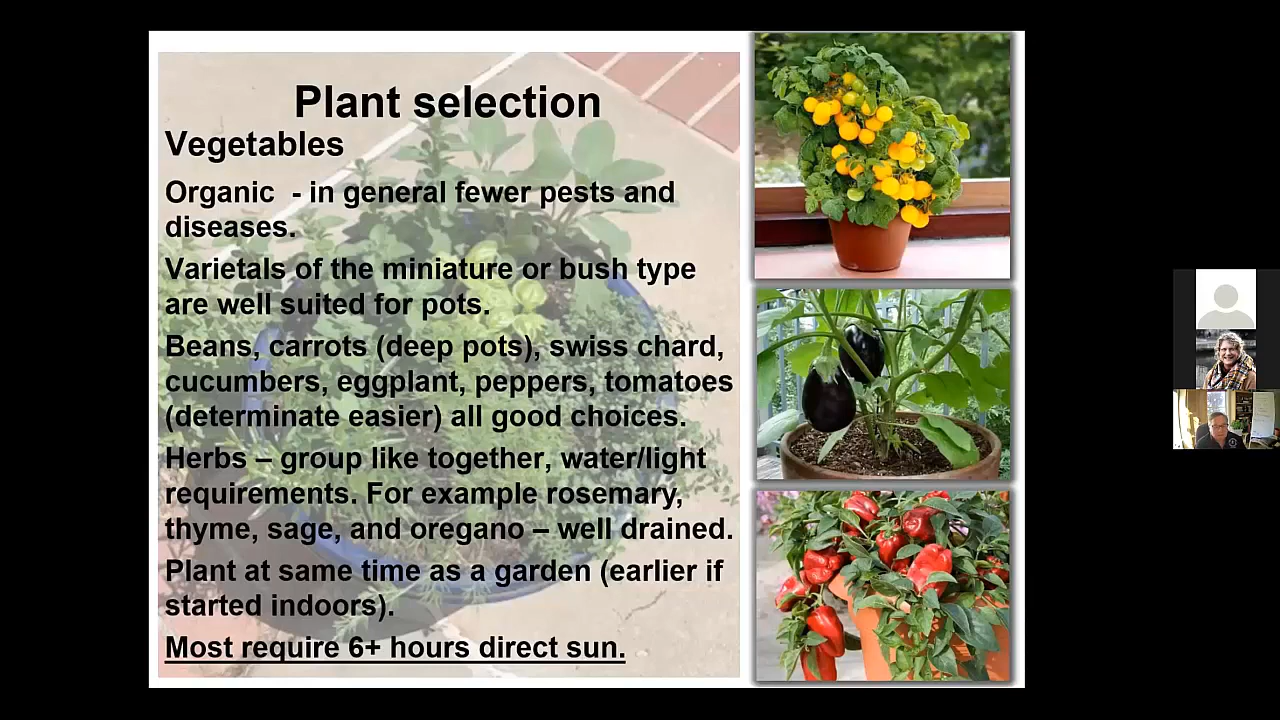 Plant selection
Vegetables
Organic  - in general fewer pests and
diseases.
Varietals of the miniature or bush type
are well suited for pots.
Beans, carrots (deep pots), swiss chard,
cucumbers, eggplant, peppers, tomatoes
(determinate easier) all good choices.
Herbs – group like together, water/light
requirements. For example rosemary,
thyme, sage, and oregano – well drained.
Plant at same time as a garden (earlier if
started indoors).
Most require 6+ hours direct sun.